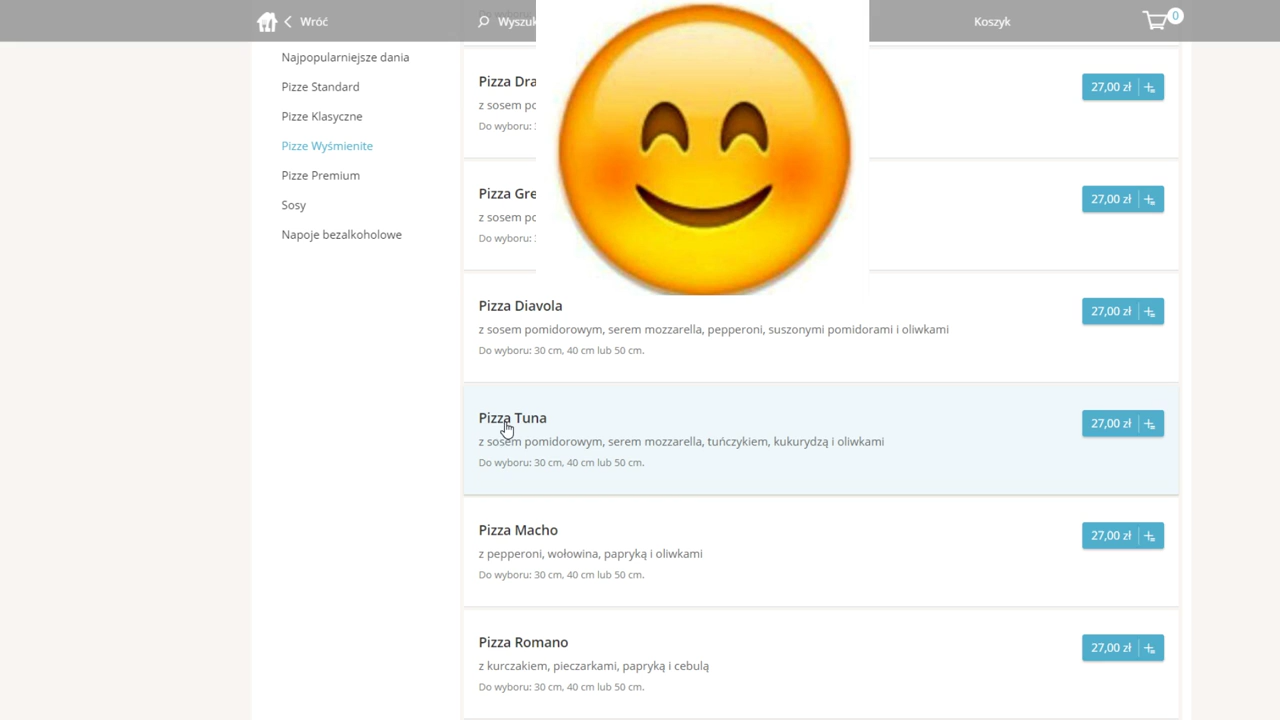 Wróć
Koszyk
0
Najpopularniejsze dania
Pizze Standard
Pizze Klasyczne
Pizze Wyśmienite
Pizze Premium
Sosy
Napoje bezalkoholowe
Pizza
27,00 zł
z sosem
Do wyboru:
Pizza
27,00 zł
z sosem
Do wyboru:
Pizza Diavola
27,00 zł
z sosem pomidorowym, serem mozzarella, pepperoni, suszonymi pomidorami i oliwkami
Do wyboru: 30 cm, 40 cm lub 50 cm.
Pizza Tuna
27,00 zł
z sosem pomidorowym, serem mozzarella, tuńczykiem, kukurydzą i oliwkami
Do wyboru: 30 cm, 40 cm lub 50 cm.
Pizza Macho
27,00 zł
z pepperoni, wołowina, papryką i oliwkami
Do wyboru: 30 cm, 40 cm lub 50 cm.
Pizza Romano
27,00 zł
z kurczakiem, pieczarkami, papryką i cebulą
Do wyboru: 30 cm, 40 cm lub 50 cm.